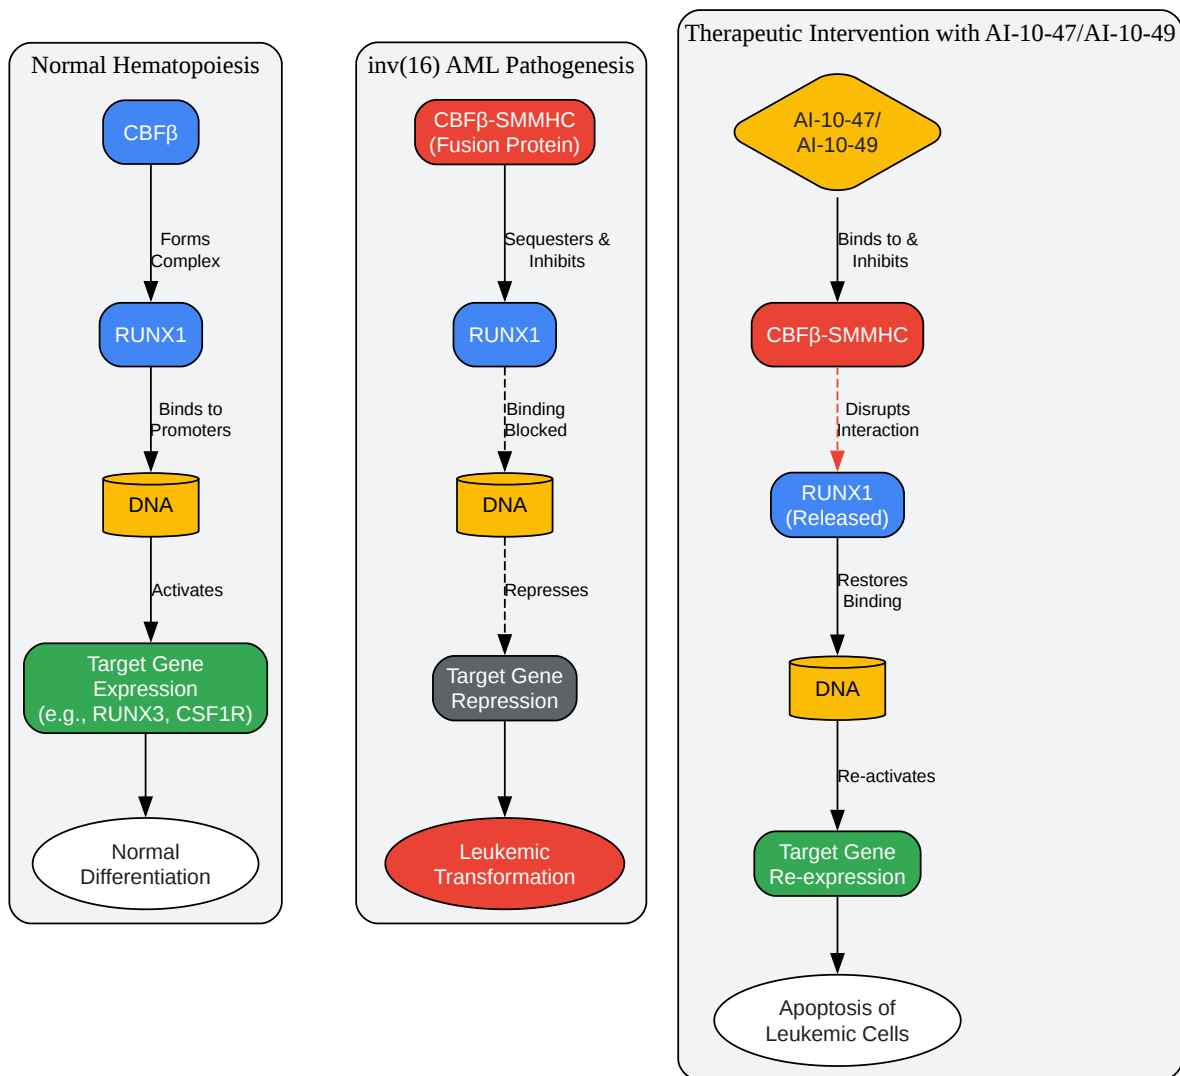 Normal Hematopoiesis
CBFβ
Forms
Complex
RUNX1
Binds to
Promoters
DNA
Activates
Target Gene
Expression
(e.g., RUNX3, CSF1R)
Normal
Differentiation
inv(16) AML Pathogenesis
CBFβ-SMMHC
(Fusion Protein)
Sequesters &
Inhibits
RUNX1
Binding
Blocked
DNA
Represses
Target Gene
Repression
Leukemic
Transformation
Therapeutic Intervention with AI-10-47/AI-10-49
AI-10-47/
AI-10-49
Binds to &
Inhibits
CBFβ-SMMHC
Disrupts
Interaction
RUNX1
(Released)
Restores
Binding
DNA
Re-activates
Target Gene
Re-expression
Apoptosis of
Leukemic Cells